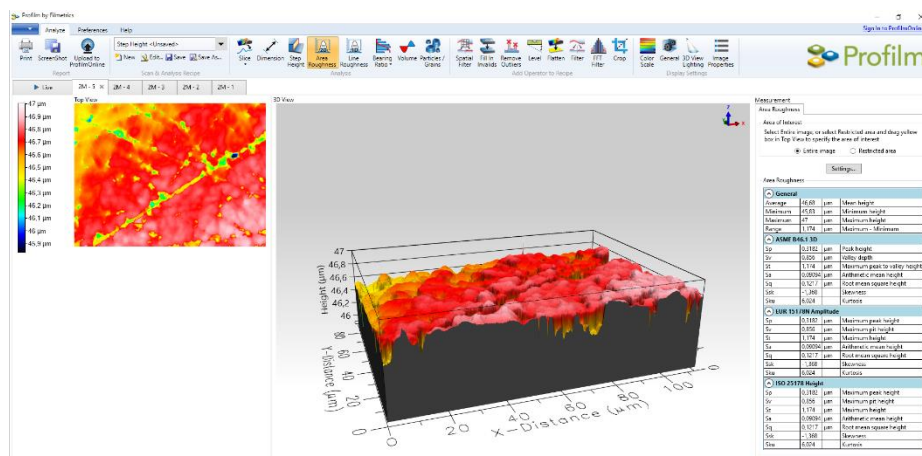 Profilm by Filmetrics
Analyze Preferences Help
Sign in to ProfilmOnline
Print ScreenShot Upload to ProfilmOnline
Report
Step Height <Unsaved>
New Edit... Save Save As...
Scan & Analysis Recipe
Slice Dimension Step Height Area Roughness Line Roughness Bearing Ratio Volume Particles / Grains
Analysis
Spatial Filter Fill In Invalids Remove Outliers Level Flatten Filter FFT Filter Crop
Add Operator to Recipe
Color Scale General 3D View Lighting Image Properties
Display Settings
Profilm
Live 2M - 5 2M - 4 2M - 3 2M - 2 2M - 1
Top View
47 µm
46,9 µm
46,8 µm
46,7 µm
46,6 µm
46,5 µm
46,4 µm
46,3 µm
46,2 µm
46,1 µm
46 µm
45,9 µm
3D View
Z
X
Height (µm)
47
46,8
46,6
46,4
46,2
46
Y-Distance (µm)
80
60
40
20
0
X-Distance (µm)
0
20
40
60
80
100
0
Measurement
Area Roughness
Area of Interest
Select Entire image, or select Restricted area and drag yellow
box in Top View to specify the area of interest
Entire image Restricted area
Settings...
Area Roughness
General
Average 46,68 µm Mean height
Minimum 45,83 µm Minimum height
Maximum 47 µm Maximum height
Range 1,174 µm Maximum - Minimum
ASME B46.1 3D
Sp 0,3182 µm Peak height
Sv 0,856 µm Valley depth
St 1,174 µm Maximum peak to valley height
Sa 0,09094 µm Arithmetic mean height
Sq 0,1217 µm Root mean square height
Ssk -1,368 Skewness
Sku 6,024 Kurtosis
EUR 15178N Amplitude
Sp 0,3182 µm Maximum peak height
Sv 0,856 µm Maximum pit height
Sz 1,174 µm Maximum height
Sa 0,09094 µm Arithmetic mean height
Sq 0,1217 µm Root mean square height
Ssk -1,368 Skewness
Sku 6,024 Kurtosis
ISO 25178 Height
Sp 0,3182 µm Maximum peak height
Sv 0,856 µm Maximum pit height
Sz 1,174 µm Maximum height
Sa 0,09094 µm Arithmetic mean height
Sq 0,1217 µm Root mean square height
Ssk -1,368 Skewness
Sku 6,024 Kurtosis